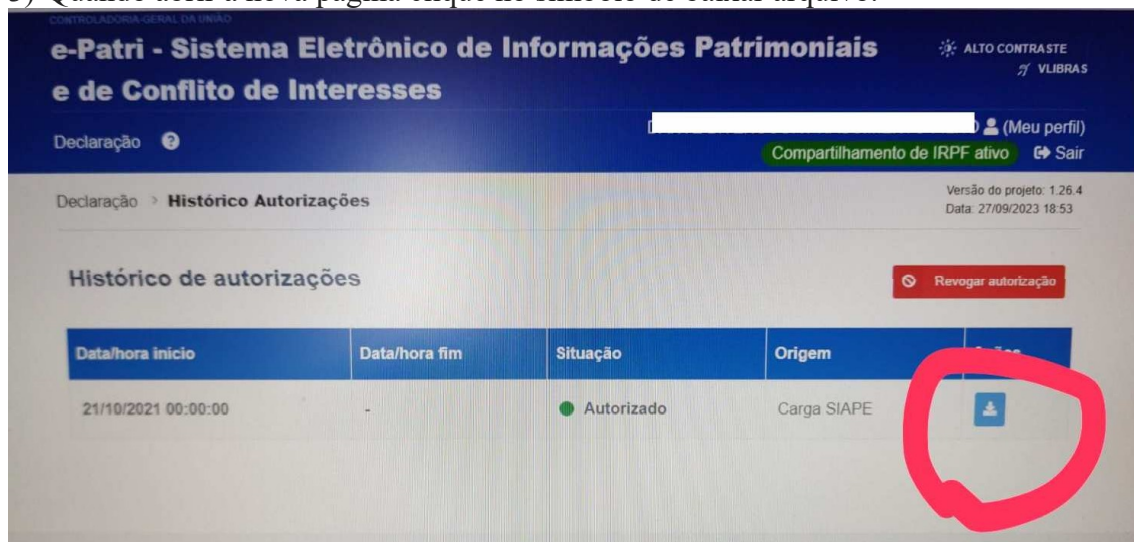 CONTROLADORIA-GERAL DA UNIÃO
e-Patri - Sistema Eletrônico de Informações Patrimoniais
e de Conflito de Interesses
ALTO CONTRASTE
VLIBRAS
Declaração ?
(Meu perfil)
Compartilhamento de IRPF ativo Sair
Declaração > Histórico Autorizações
Versão do projeto: 1.26.4
Data: 27/09/2023 18:53
Histórico de autorizações
Revogar autorização
Data/hora início Data/hora fim Situação Origem
21/10/2021 00:00:00 - Autorizado Carga SIAPE